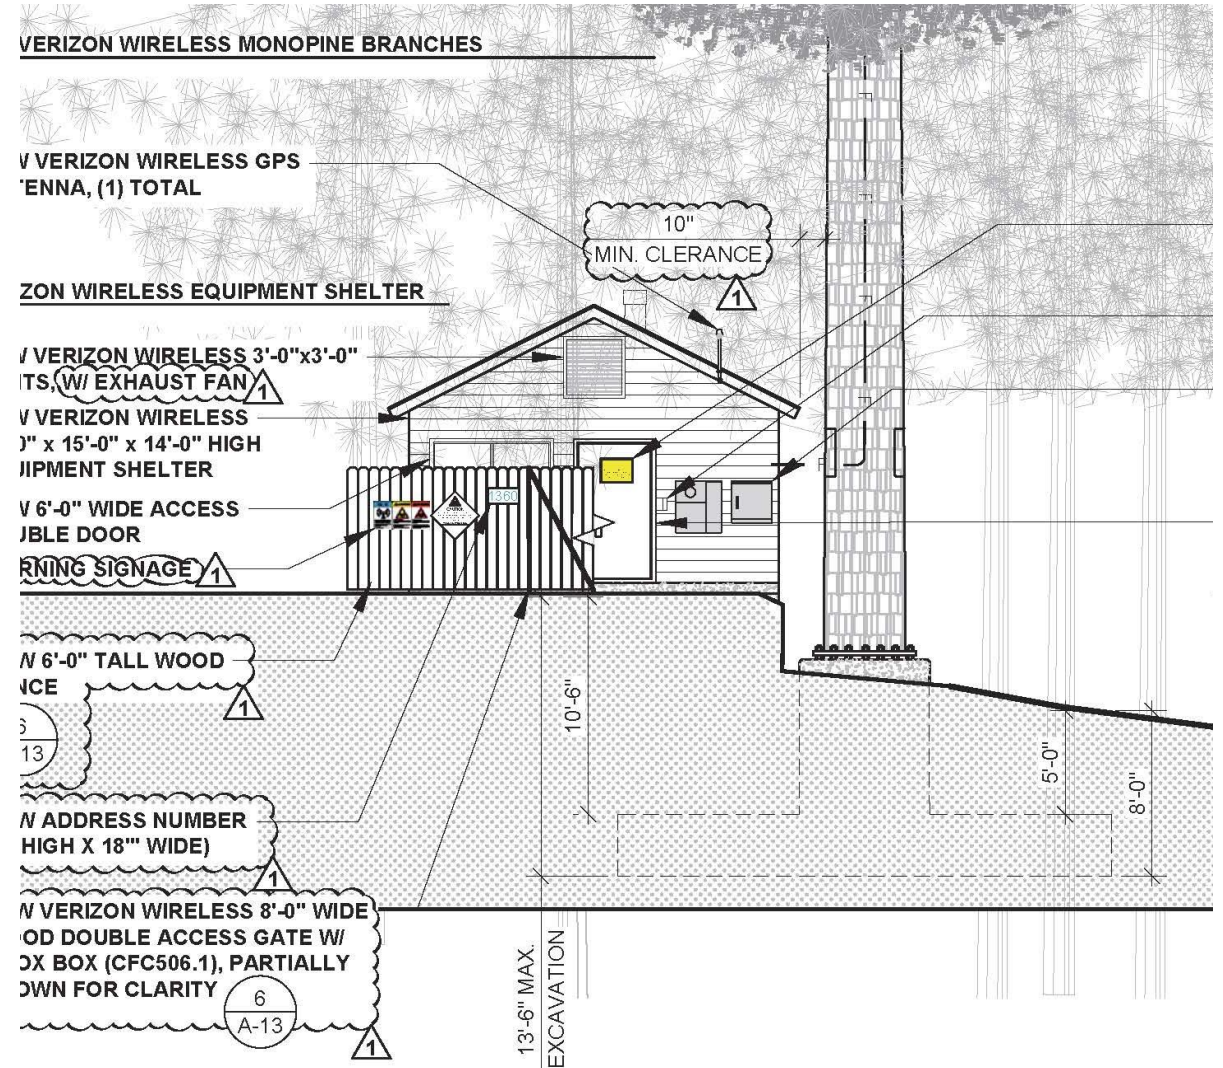 VERIZON WIRELESS MONOPINE BRANCHES
W VERIZON WIRELESS GPS
TENNA, (1) TOTAL
10"
MIN. CLERANCE
1
ZON WIRELESS EQUIPMENT SHELTER
W VERIZON WIRELESS 3'-0"x3'-0"
ITS, W/ EXHAUST FAN
1
W VERIZON WIRELESS
0" x 15'-0" x 14'-0" HIGH
UIPMENT SHELTER
W 6'-0" WIDE ACCESS
UBLE DOOR
RNING SIGNAGE
1
1360
F
F
F
F
W 6'-0" TALL WOOD
NCE
1
6
13
10'-6"
5'-0"
8'-0"
W ADDRESS NUMBER
HIGH X 18'" WIDE)
1
W VERIZON WIRELESS 8'-0" WIDE
OD DOUBLE ACCESS GATE W/
OX BOX (CFC506.1), PARTIALLY
OWN FOR CLARITY
6
A-13
1
13'-6" MAX.
EXCAVATION